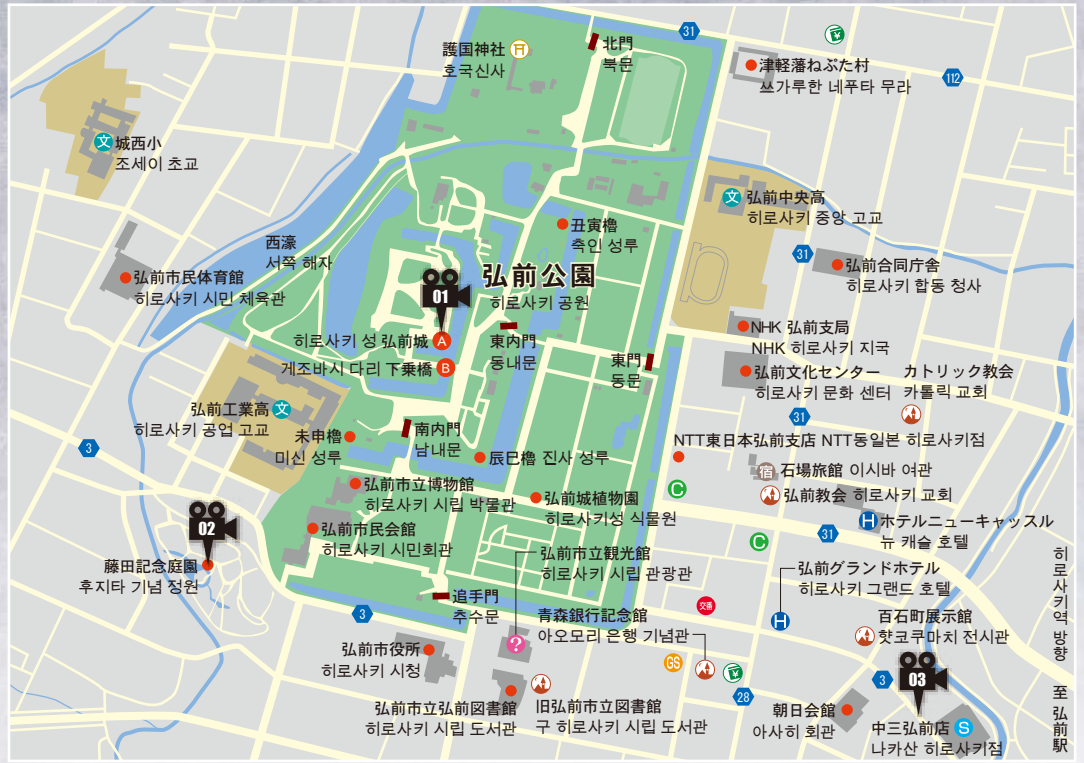 護国神社
호국신사
北門
북문
31
津軽藩ねぷた村
쓰가루한 네푸타 무라
112
文
城西小
조세이 초교
文
弘前中央高
히로사키 중앙 고교
丑寅櫓
축인 성루
西濠
서쪽 해자
31
弘前合同庁舎
히로사키 합동 청사
弘前市民体育館
히로사키 시민 체육관
弘前公園
히로사키 공원
01
NHK 弘前支局
NHK 히로사키 지국
히로사키 성 弘前城
A
東内門
동내문
東門
동문
게조바시 다리 下乗橋
B
弘前文化センター
히로사키 문화 센터
カトリック教会
카톨릭 교회
31
弘前工業高
文
히로사키 공업 고교
3
未申櫓
미신 성루
南内門
남내문
NTT東日本弘前支店 NTT동일본 히로사키점
辰巳櫓 진사 성루
宿
石場旅館 이시바 여관
弘前市立博物館
히로사키 시립 박물관
C
弘前城植物園
히로사키성 식물원
弘前教会 히로사키 교회
02
弘前市民会館
히로사키 시민회관
H
ホテルニューキャッスル
뉴 캐슬 호텔
31
C
藤田記念庭園
후지타 기념 정원
弘前市立観光館
히로사키 시립 관광관
弘前グランドホテル
히로사키 그랜드 호텔
히로사키역 방향
至 弘前駅
追手門
추수문
3
交番
H
青森銀行記念館
아오모리 은행 기념관
百石町展示館
햣코쿠마치 전시관
?
弘前市役所
히로사키 시청
GS
3
03
28
弘前市立弘前図書館
히로사키 시립 도서관
旧弘前市立図書館
구 히로사키 시립 도서관
朝日会館
아사히 회관
中三弘前店
나카산 히로사키점
S